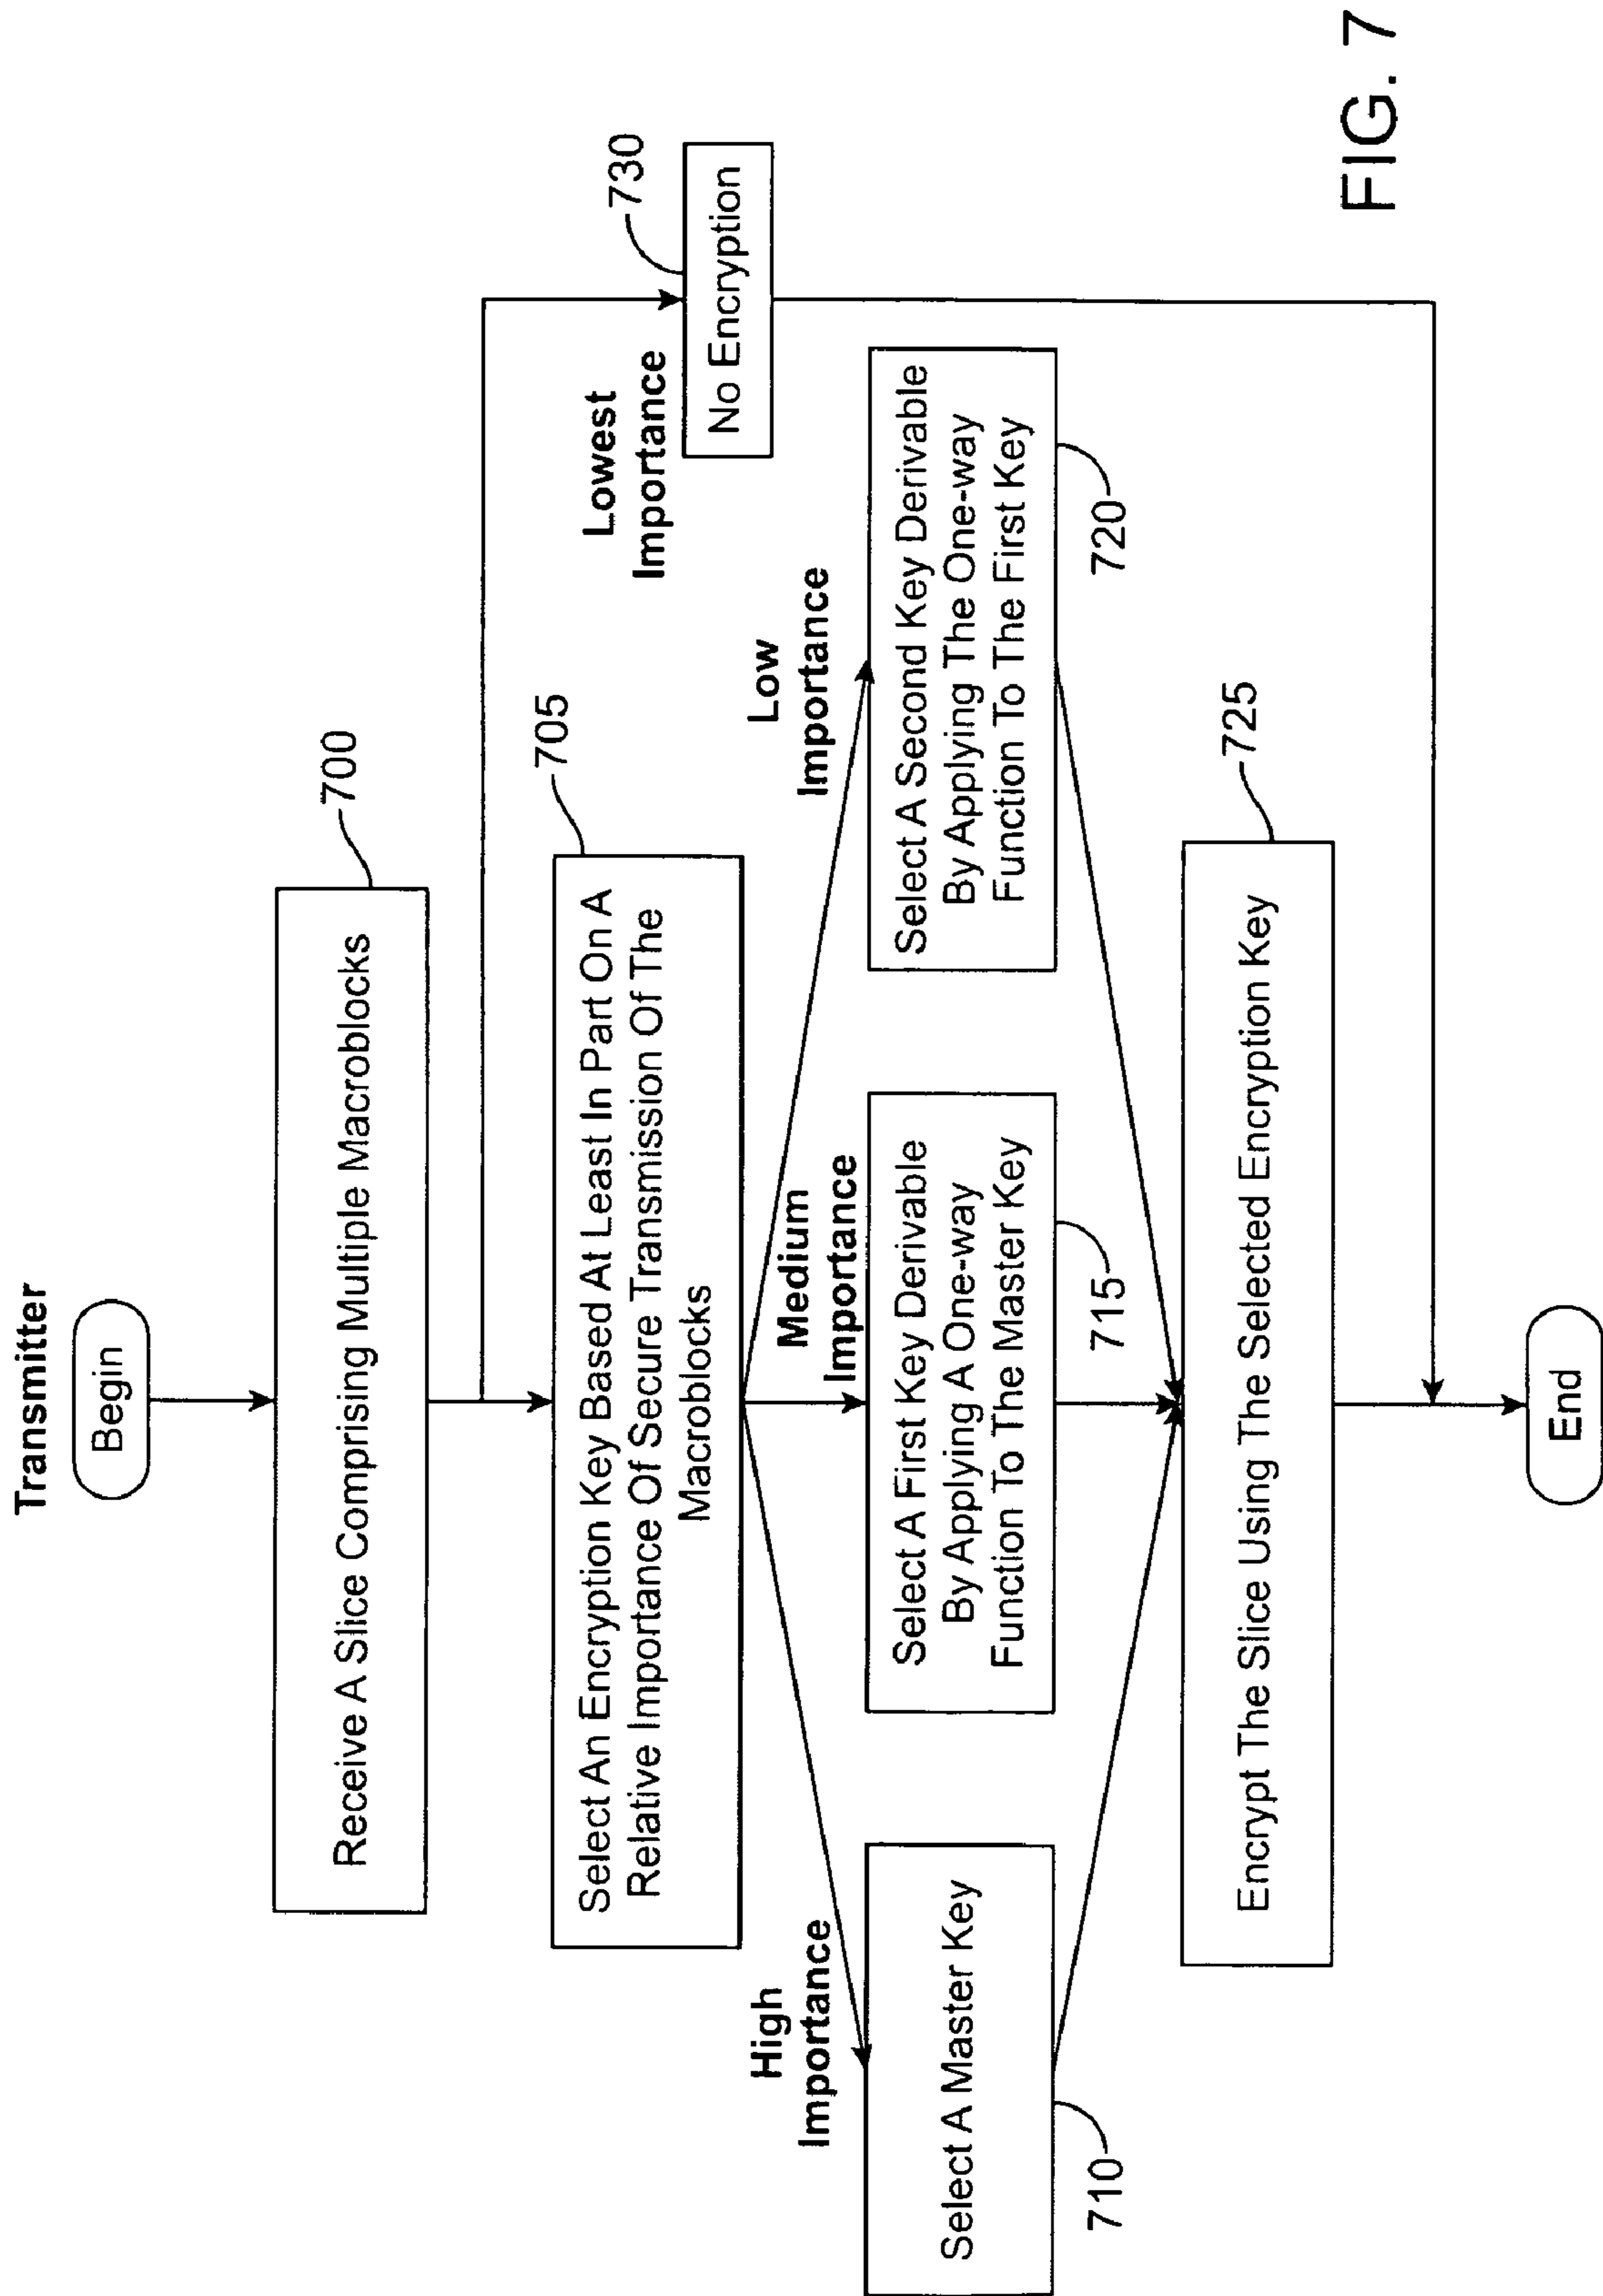 Transmitter
Begin
700
Receive A Slice Comprising Multiple Macroblocks
705
Select An Encryption Key Based At Least In Part On A
Relative Importance Of Secure Transmission Of The
Macroblocks
Lowest
Importance
730
No Encryption
High
Importance
Medium
Importance
Low
Importance
Select A Master Key
710
Select A First Key Derivable
By Applying A One-way
Function To The Master Key
715
Select A Second Key Derivable
By Applying The One-way
Function To The First Key
720
725
Encrypt The Slice Using The Selected Encryption Key
End
FIG. 7